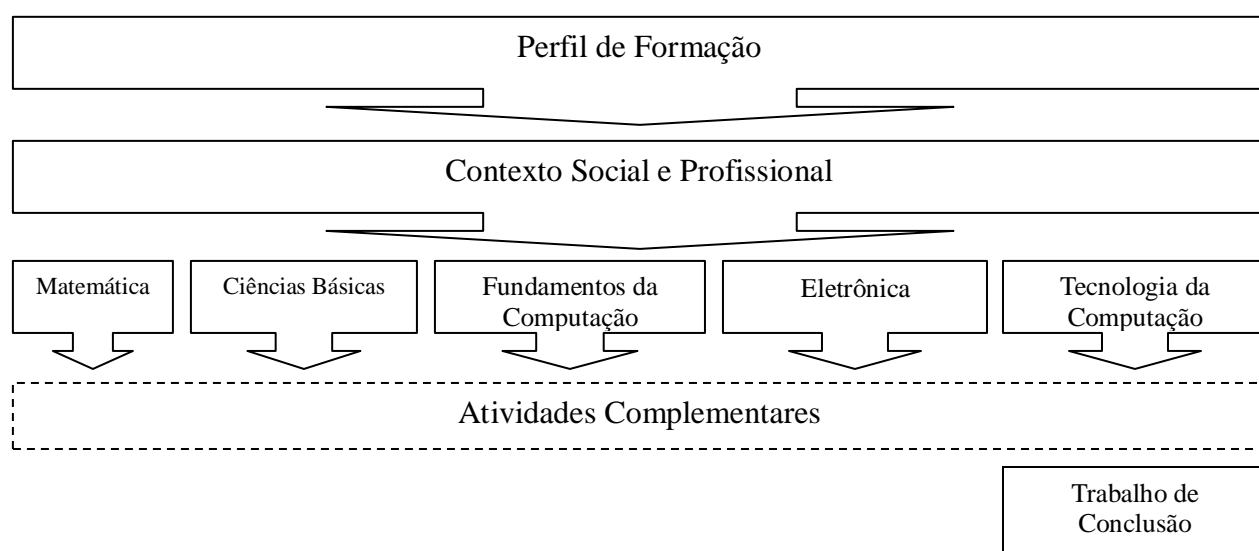 Perfil de Formação
Contexto Social e Profissional
Matemática
Ciências Básicas
Fundamentos da
Computação
Eletrônica
Tecnologia da
Computação
Atividades Complementares
Trabalho de
Conclusão